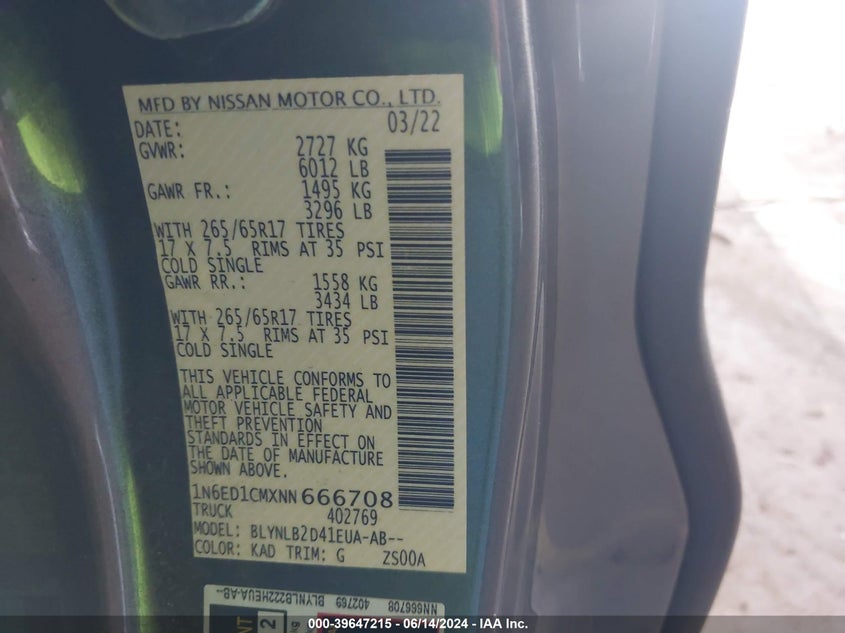 MFD BY NISSAN MOTOR CO., LTD.
DATE: 03/22
GVWR: 2727 KG
6012 LB
GAWR FR.: 1495 KG
3296 LB
WITH 265/65R17 TIRES
17 X 7.5 RIMS AT 35 PSI
COLD SINGLE
GAWR RR.: 1558 KG
3434 LB
WITH 265/65R17 TIRES
17 X 7.5 RIMS AT 35 PSI
COLD SINGLE
THIS VEHICLE CONFORMS TO
ALL APPLICABLE FEDERAL
MOTOR VEHICLE SAFETY AND
THEFT PREVENTION
STANDARDS IN EFFECT ON
THE DATE OF MANUFACTURE
SHOWN ABOVE.
1N6ED1CMXNN666708
TRUCK 402769
MODEL: BLYNLB2D41EUA-AB--
COLOR: KAD TRIM: G ZS00A
NN666708 402769 BLYNLB222HEUA-AB--
000-39647215 - 06/14/2024 - IAA Inc.